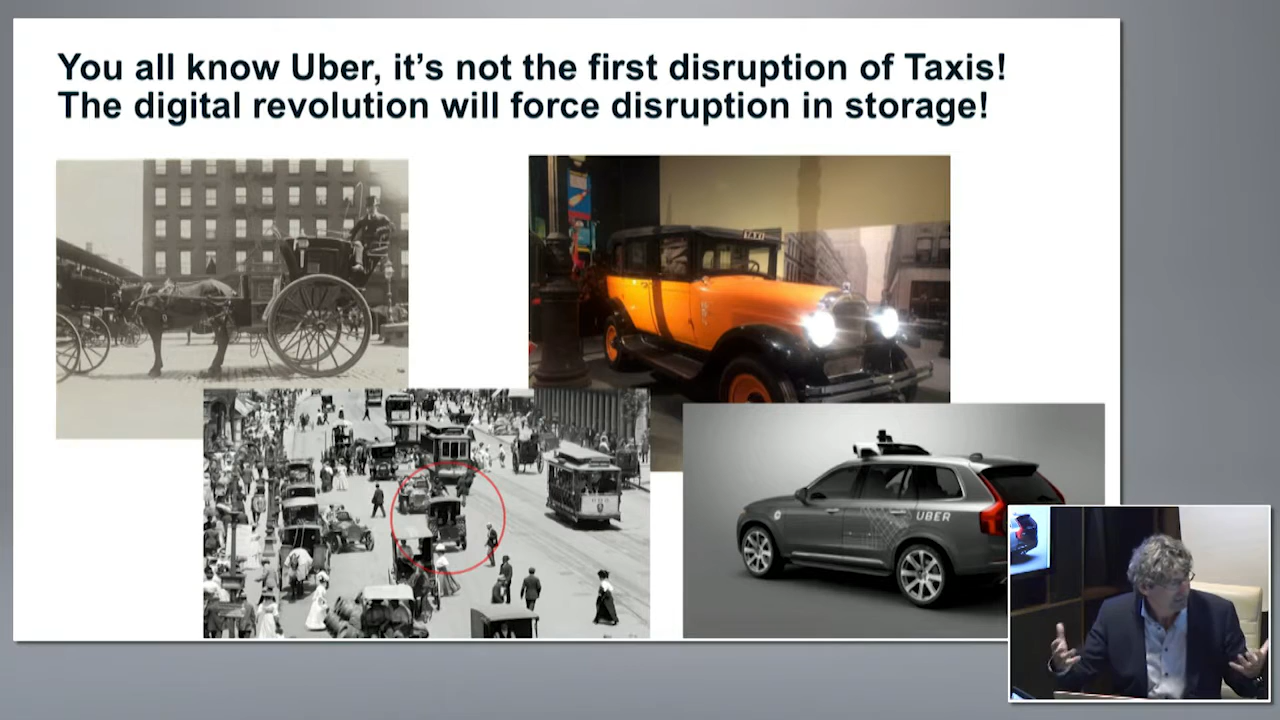 You all know Uber, it's not the first disruption of Taxis!
The digital revolution will force disruption in storage!
TAXI
UBER